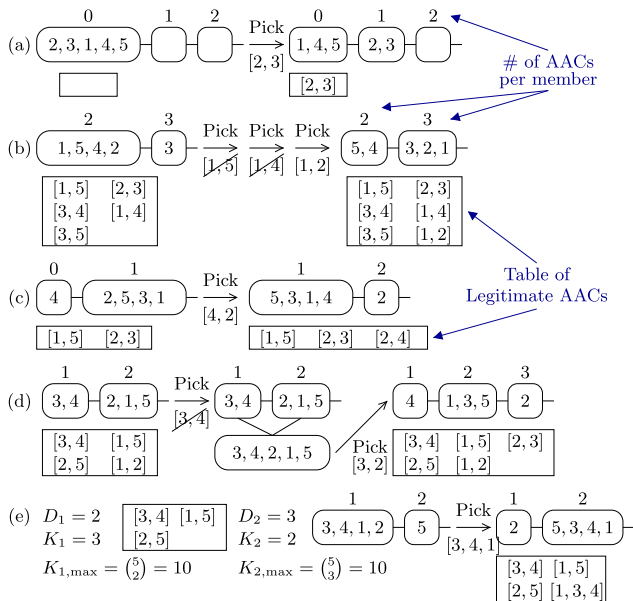 0 1 2 Pick 0 1 2
(a) 2, 3, 1, 4, 5 [2, 3] 1, 4, 5 2, 3
[2, 3]
# of AACs
per member
2 3 Pick Pick Pick 2 3
(b) 1, 5, 4, 2 3 [1, 5] [1, 4] [1, 2] 5, 4 3, 2, 1
[1, 5] [2, 3] [1, 5] [2, 3]
[3, 4] [1, 4] [3, 4] [1, 4]
[3, 5] [3, 5] [1, 2]
Table of
Legitimate AACs
0 1 Pick 1 2
(c) 4 2, 5, 3, 1 [4, 2] 5, 3, 1, 4 2
[1, 5] [2, 3] [1, 5] [2, 3] [2, 4]
1 2 Pick 1 2 1 2 3
(d) 3, 4 2, 1, 5 [3, 4] 3, 4 2, 1, 5 4 1, 3, 5 2
[3, 4] [1, 5] 3, 4, 2, 1, 5 Pick [3, 4] [1, 5] [2, 3]
[2, 5] [1, 2] [3, 2] [2, 5] [1, 2]
1 2 1 2
(e) D₁ = 2 [3, 4] [1, 5] D₂ = 3 3, 4, 1, 2 5 Pick 2 5, 3, 4, 1
K₁ = 3 [2, 5] K₂ = 2 [3, 4, 1]
K₁,max = (5 2) = 10 K₂,max = (5 3) = 10 [3, 4] [1, 5]
[2, 5] [1, 3, 4]